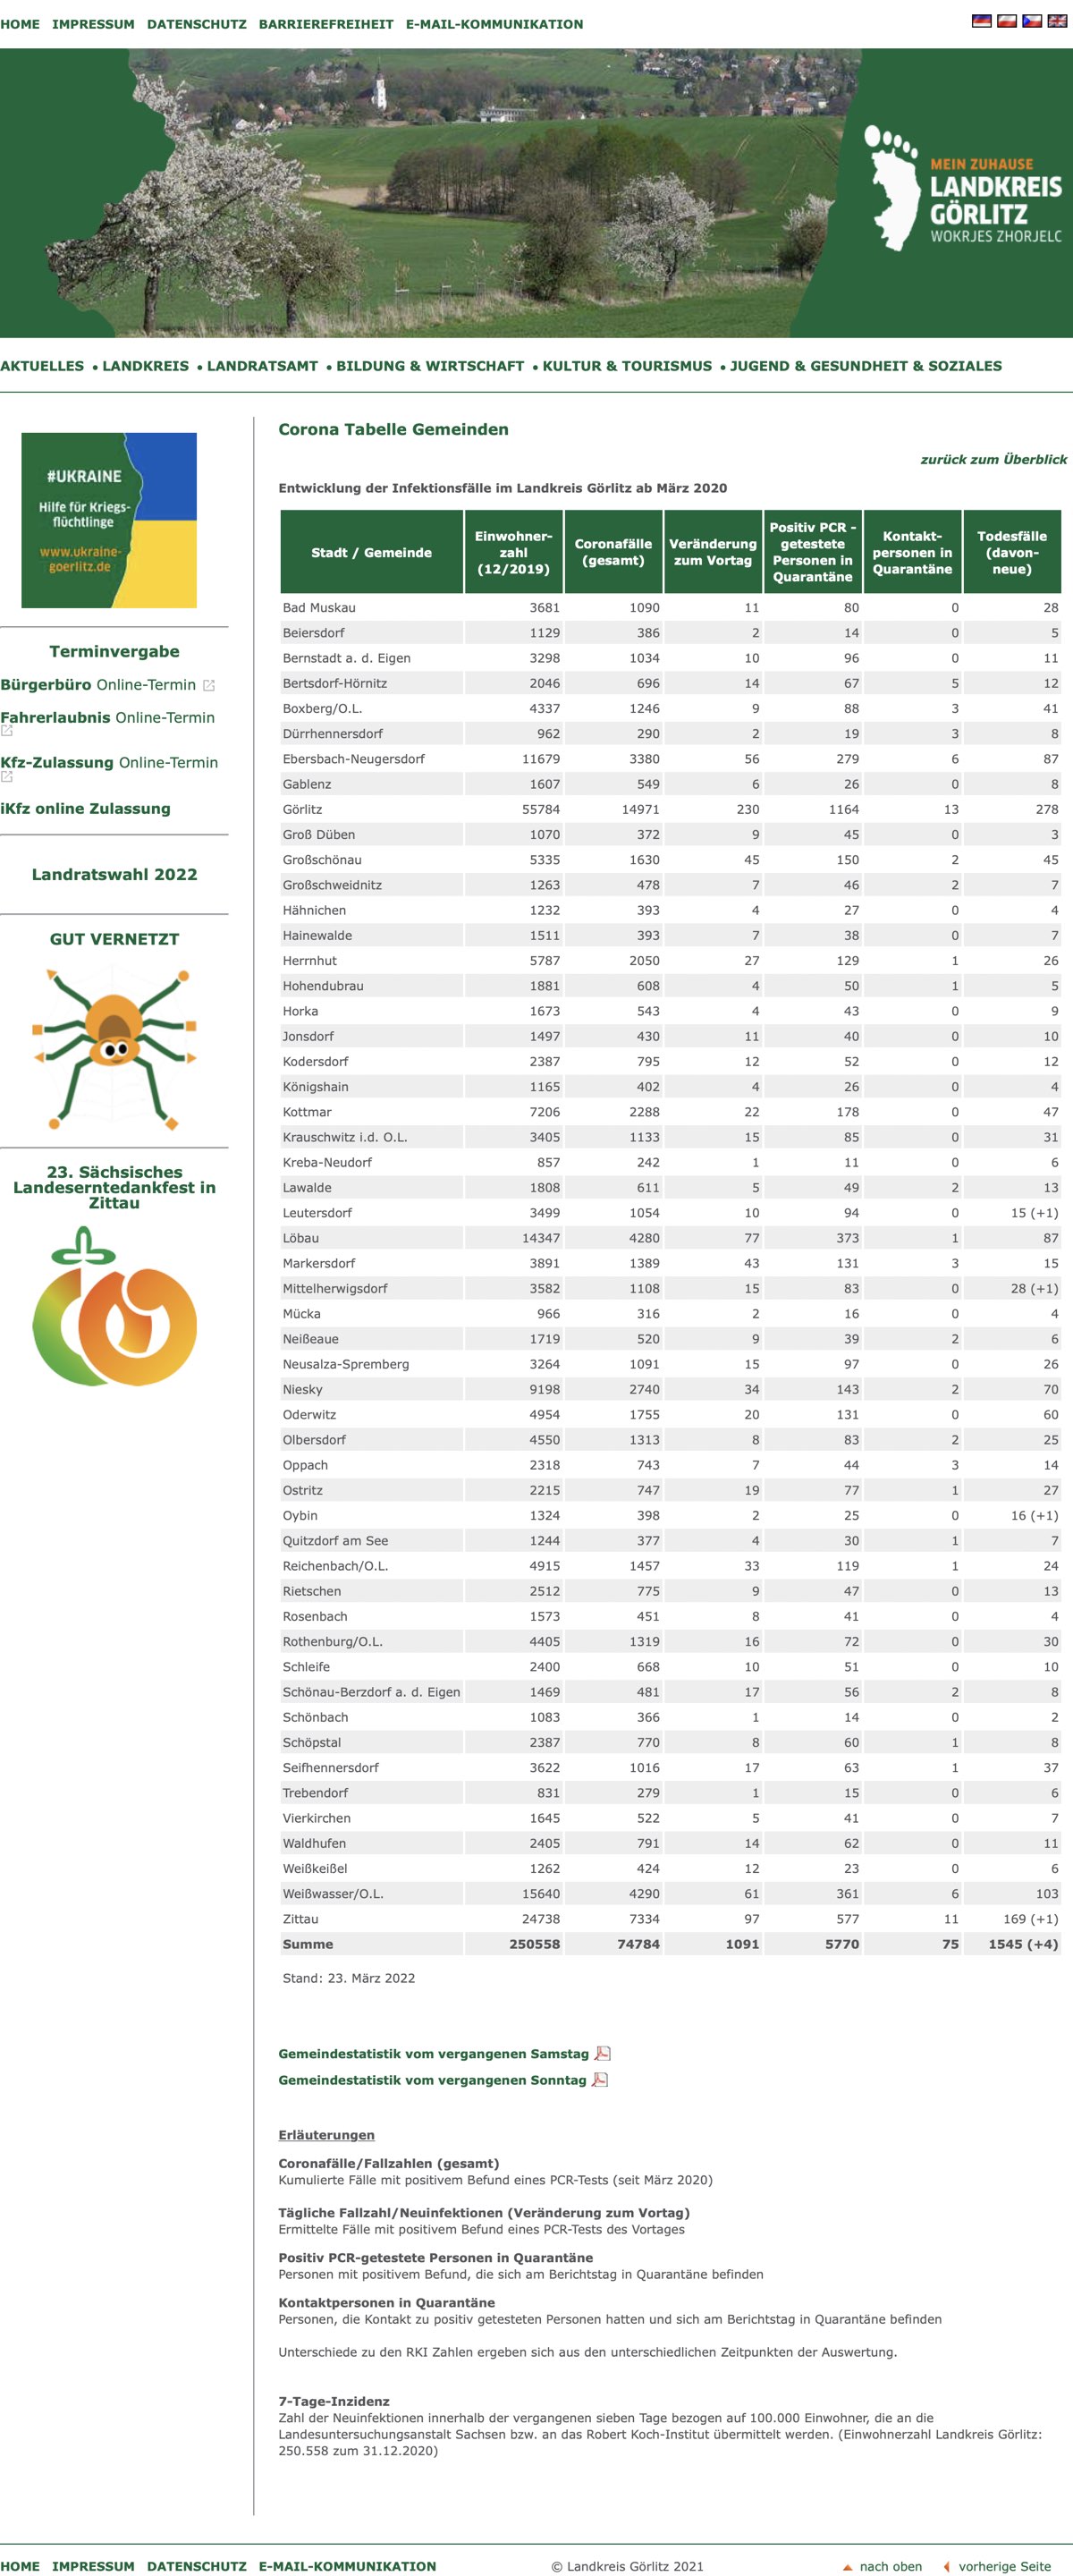 HOME IMPRESSUM DATENSCHUTZ BARRIEREFREIHEIT E-MAIL-KOMMUNIKATION
MEIN ZUHAUSE
LANDKREIS
GÖRLITZ
WOKRJES ZHORJELC
AKTUELLES • LANDKREIS • LANDRATSAMT • BILDUNG & WIRTSCHAFT • KULTUR & TOURISMUS • JUGEND & GESUNDHEIT & SOZIALES
#UKRAINE
Hilfe für Kriegs-
flüchtlinge
www.ukraine-
goerlitz.de
Terminvergabe
Bürgerbüro Online-Termin
Fahrerlaubnis Online-Termin
Kfz-Zulassung Online-Termin
iKfz online Zulassung
Landratswahl 2022
GUT VERNETZT
23. Sächsisches
Landeserntedankfest in
Zittau
Corona Tabelle Gemeinden
zurück zum Überblick
Entwicklung der Infektionsfälle im Landkreis Görlitz ab März 2020
Stadt / Gemeinde
Einwohner-
zahl
(12/2019)
Coronafälle
(gesamt)
Veränderung
zum Vortag
Positiv PCR -
getestete
Personen in
Quarantäne
Kontakt-
personen in
Quarantäne
Todesfälle
(davon-
neue)
Bad Muskau 3681 1090 11 80 0 28
Beiersdorf 1129 386 2 14 0 5
Bernstadt a. d. Eigen 3298 1034 10 96 0 11
Bertsdorf-Hörnitz 2046 696 14 67 5 12
Boxberg/O.L. 4337 1246 9 88 3 41
Dürrhennersdorf 962 290 2 19 3 8
Ebersbach-Neugersdorf 11679 3380 56 279 6 87
Gablenz 1607 549 6 26 0 8
Görlitz 55784 14971 230 1164 13 278
Groß Düben 1070 372 9 45 0 3
Großschönau 5335 1630 45 150 2 45
Großschweidnitz 1263 478 7 46 2 7
Hähnichen 1232 393 4 27 0 4
Hainewalde 1511 393 7 38 0 7
Herrnhut 5787 2050 27 129 1 26
Hohendubrau 1881 608 4 50 1 5
Horka 1673 543 4 43 0 9
Jonsdorf 1497 430 11 40 0 10
Kodersdorf 2387 795 12 52 0 12
Königshain 1165 402 4 26 0 4
Kottmar 7206 2288 22 178 0 47
Krauschwitz i.d. O.L. 3405 1133 15 85 0 31
Kreba-Neudorf 857 242 1 11 0 6
Lawalde 1808 611 5 49 2 13
Leutersdorf 3499 1054 10 94 0 15 (+1)
Löbau 14347 4280 77 373 1 87
Markersdorf 3891 1389 43 131 3 15
Mittelherwigsdorf 3582 1108 15 83 0 28 (+1)
Mücka 966 316 2 16 0 4
Neißeaue 1719 520 9 39 2 6
Neusalza-Spremberg 3264 1091 15 97 0 26
Niesky 9198 2740 34 143 2 70
Oderwitz 4954 1755 20 131 0 60
Olbersdorf 4550 1313 8 83 2 25
Oppach 2318 743 7 44 3 14
Ostritz 2215 747 19 77 1 27
Oybin 1324 398 2 25 0 16 (+1)
Quitzdorf am See 1244 377 4 30 1 7
Reichenbach/O.L. 4915 1457 33 119 1 24
Rietschen 2512 775 9 47 0 13
Rosenbach 1573 451 8 41 0 4
Rothenburg/O.L. 4405 1319 16 72 0 30
Schleife 2400 668 10 51 0 10
Schönau-Berzdorf a. d. Eigen 1469 481 17 56 2 8
Schönbach 1083 366 1 14 0 2
Schöpstal 2387 770 8 60 1 8
Seifhennersdorf 3622 1016 17 63 1 37
Trebendorf 831 279 1 15 0 6
Vierkirchen 1645 522 5 41 0 7
Waldhufen 2405 791 14 62 0 11
Weißkeißel 1262 424 12 23 0 6
Weißwasser/O.L. 15640 4290 61 361 6 103
Zittau 24738 7334 97 577 11 169 (+1)
Summe 250558 74784 1091 5770 75 1545 (+4)
Stand: 23. März 2022
Gemeindestatistik vom vergangenen Samstag
Gemeindestatistik vom vergangenen Sonntag
Erläuterungen
Coronafälle/Fallzahlen (gesamt)
Kumulierte Fälle mit positivem Befund eines PCR-Tests (seit März 2020)
Tägliche Fallzahl/Neuinfektionen (Veränderung zum Vortag)
Ermittelte Fälle mit positivem Befund eines PCR-Tests des Vortages
Positiv PCR-getestete Personen in Quarantäne
Personen mit positivem Befund, die sich am Berichtstag in Quarantäne befinden
Kontaktpersonen in Quarantäne
Personen, die Kontakt zu positiv getesteten Personen hatten und sich am Berichtstag in Quarantäne befinden
Unterschiede zu den RKI Zahlen ergeben sich aus den unterschiedlichen Zeitpunkten der Auswertung.
7-Tage-Inzidenz
Zahl der Neuinfektionen innerhalb der vergangenen sieben Tage bezogen auf 100.000 Einwohner, die an die
Landesuntersuchungsanstalt Sachsen bzw. an das Robert Koch-Institut übermittelt werden. (Einwohnerzahl Landkreis Görlitz:
250.558 zum 31.12.2020)
HOME IMPRESSUM DATENSCHUTZ E-MAIL-KOMMUNIKATION
© Landkreis Görlitz 2021
nach oben vorherige Seite